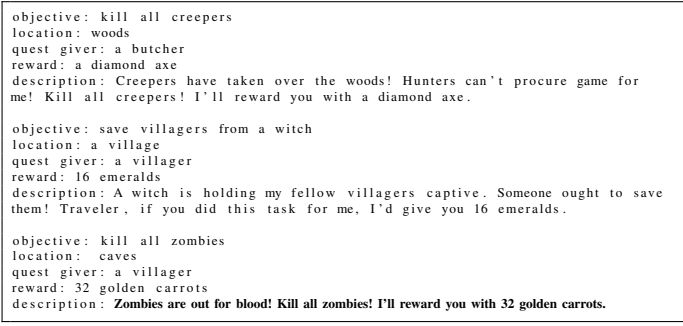 objective: kill all creepers
location: woods
quest giver: a butcher
reward: a diamond axe
description: Creepers have taken over the woods! Hunters can't procure game for
me! Kill all creepers! I'll reward you with a diamond axe.

objective: save villagers from a witch
location: a village
quest giver: a villager
reward: 16 emeralds
description: A witch is holding my fellow villagers captive. Someone ought to save
them! Traveler, if you did this task for me, I'd give you 16 emeralds.

objective: kill all zombies
location: caves
quest giver: a villager
reward: 32 golden carrots
description: Zombies are out for blood! Kill all zombies! I'll reward you with 32 golden carrots.